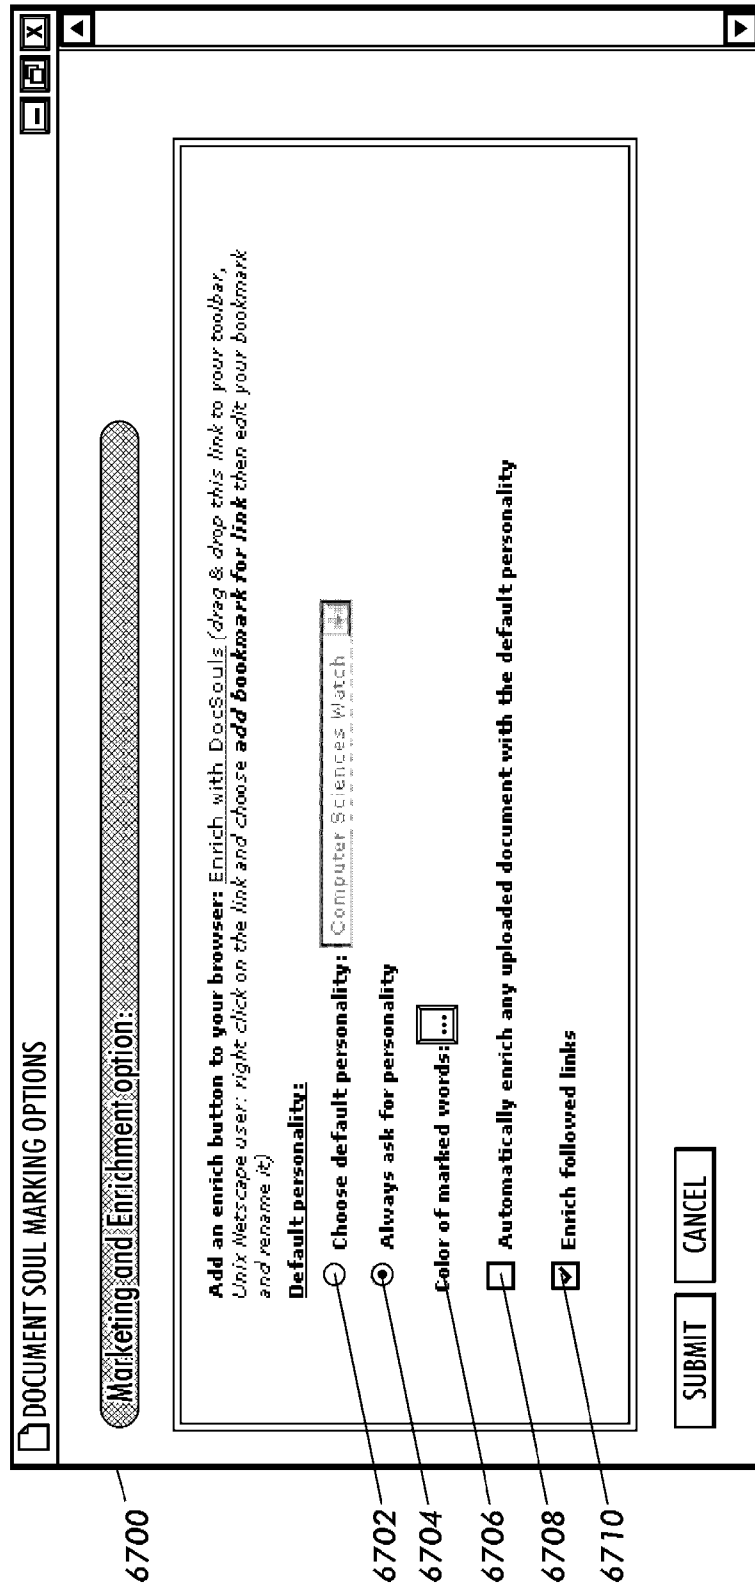 DOCUMENT SOUL MARKING OPTIONS
Marketing and Enrichment option:
Add an enrich button to your browser: Enrich with DocSouls (drag & drop this link to your toolbar,
Unix Netscape user: right click on the link and choose add bookmark for link then edit your bookmark
and rename it)
Default personality:
Choose default personality: Computer Sciences Watch
Always ask for personality
Color of marked words: ...
Automatically enrich any uploaded document with the default personality
Enrich followed links
SUBMIT CANCEL
6700
6702
6704
6706
6708
6710